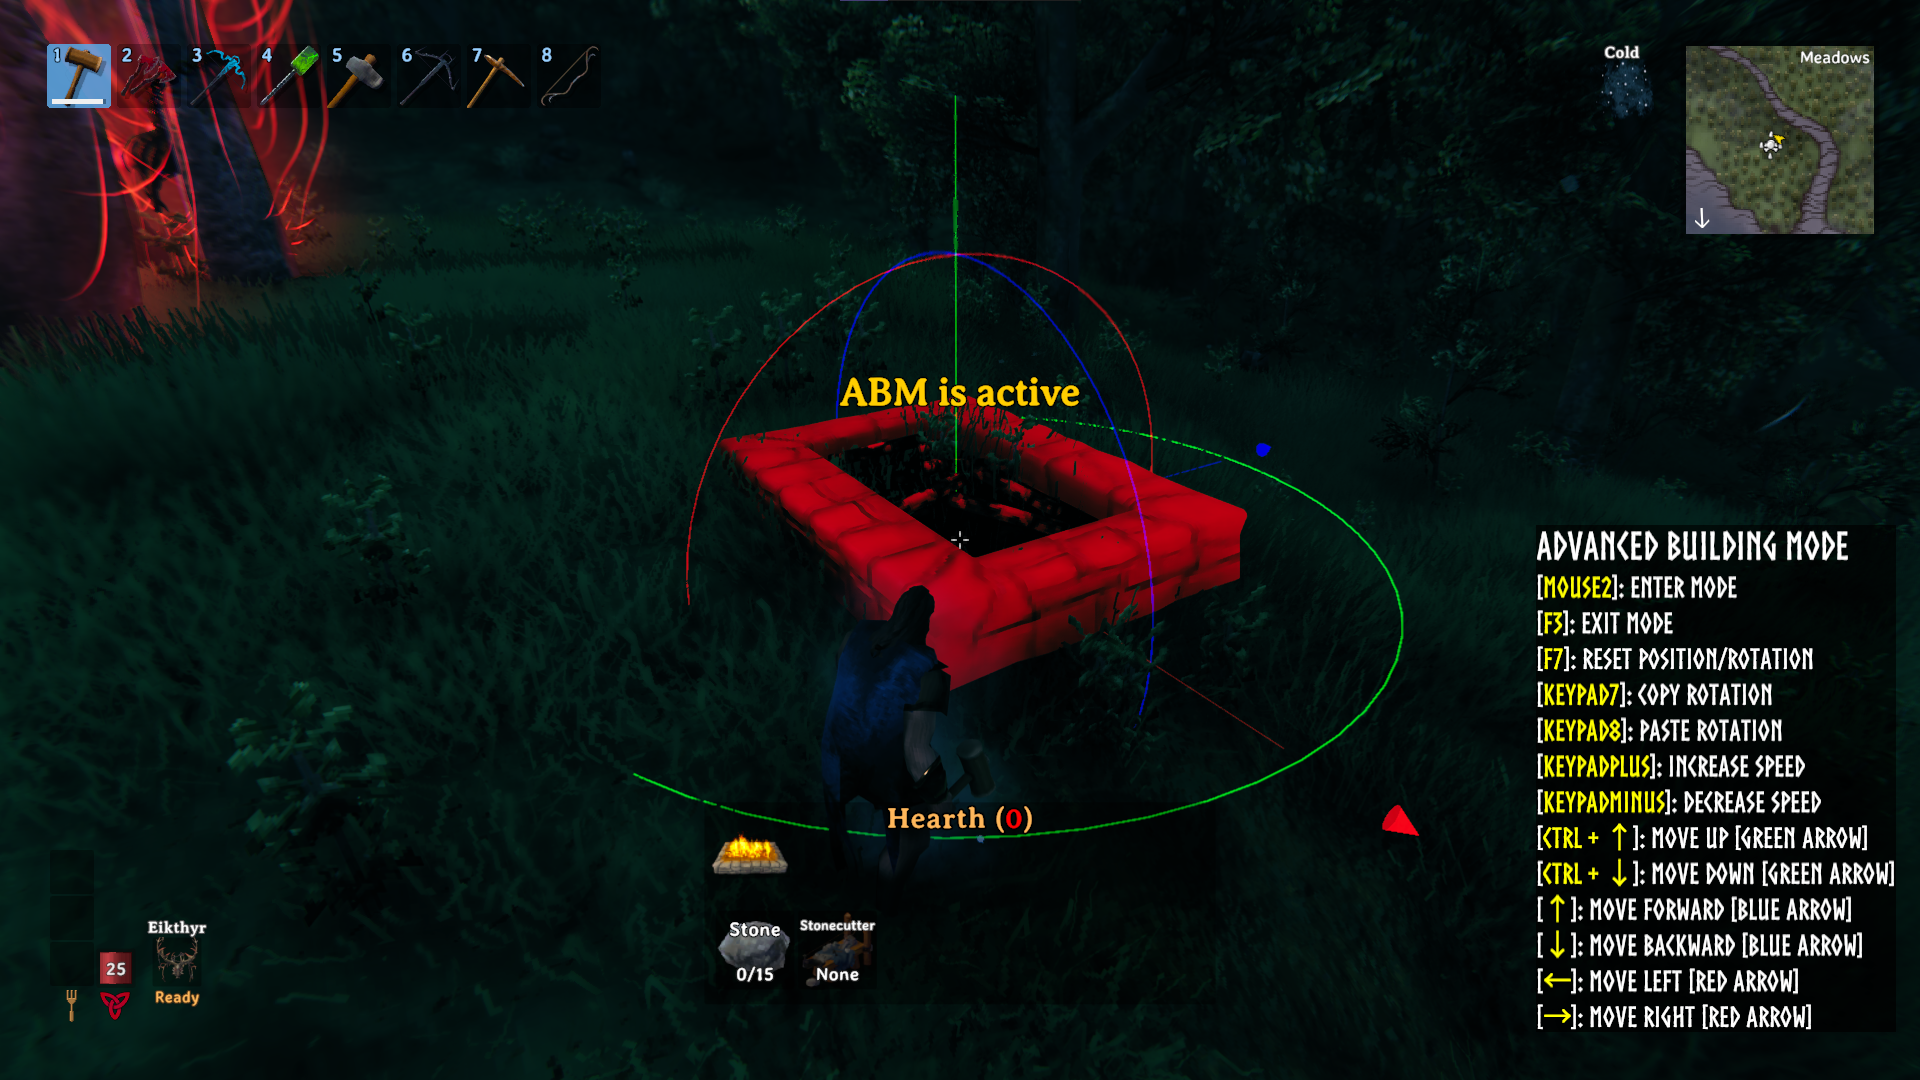 1 2 3 4 5 6 7 8
Cold
Meadows
ABM is active
ADVANCED BUILDING MODE
[MOUSE2]: ENTER MODE
[F3]: EXIT MODE
[F7]: RESET POSITION/ROTATION
[KEYPAD7]: COPY ROTATION
[KEYPAD8]: PASTE ROTATION
[KEYPADPLUS]: INCREASE SPEED
[KEYPADMINUS]: DECREASE SPEED
[CTRL + ↑]: MOVE UP [GREEN ARROW]
[CTRL + ↓]: MOVE DOWN [GREEN ARROW]
[↑]: MOVE FORWARD [BLUE ARROW]
[↓]: MOVE BACKWARD [BLUE ARROW]
[←]: MOVE LEFT [RED ARROW]
[→]: MOVE RIGHT [RED ARROW]
Hearth (0)
Stone
0/15
Stonecutter
None
Eikthyr
25
Ready